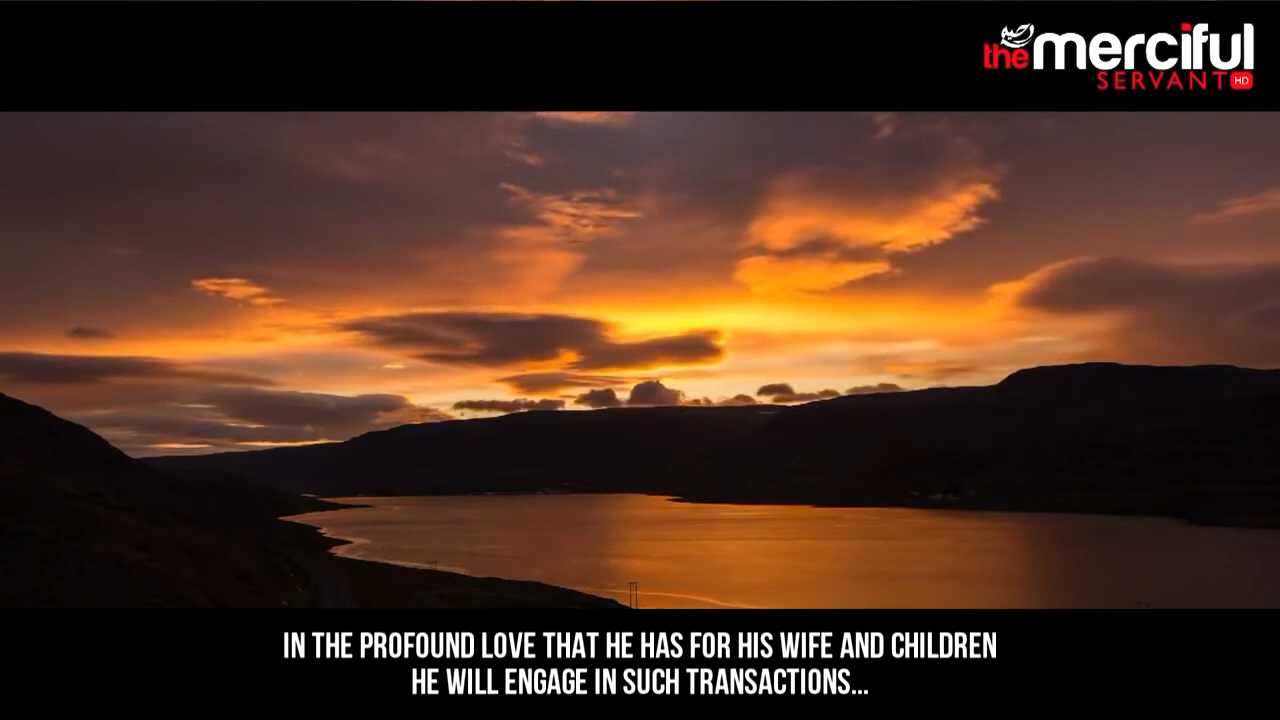 the merciful
SERVANT HD
IN THE PROFOUND LOVE THAT HE HAS FOR HIS WIFE AND CHILDREN
HE WILL ENGAGE IN SUCH TRANSACTIONS...